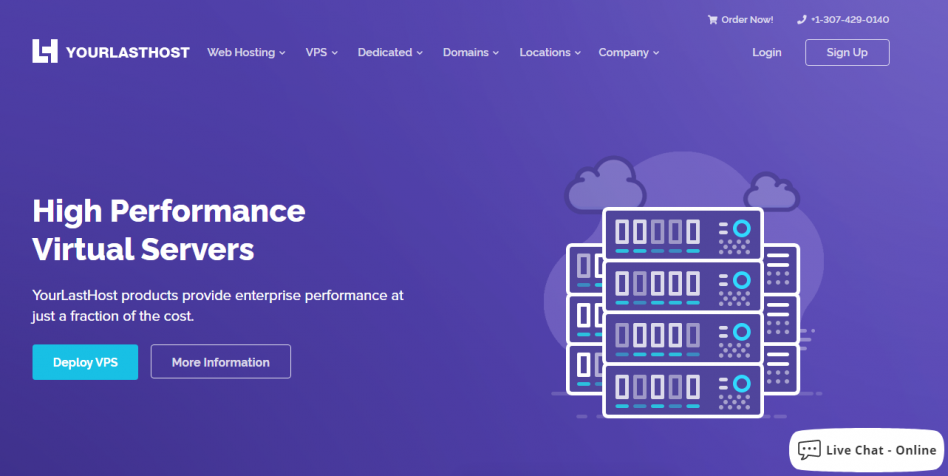 Order Now! +1-307-429-0140
YOURLASTHOST Web Hosting VPS Dedicated Domains Locations Company Login Sign Up
High Performance
Virtual Servers
YourLastHost products provide enterprise performance at
just a fraction of the cost.
Deploy VPS More Information
Live Chat - Online